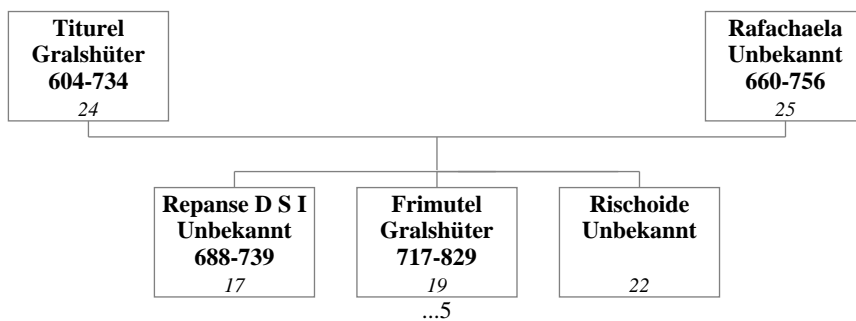 Titurel
Gralshüter
604-734
24
Rafachaela
Unbekannt
660-756
25
Repanse D S I
Unbekannt
688-739
17
Frimutel
Gralshüter
717-829
19
...5
Rischoide
Unbekannt
22